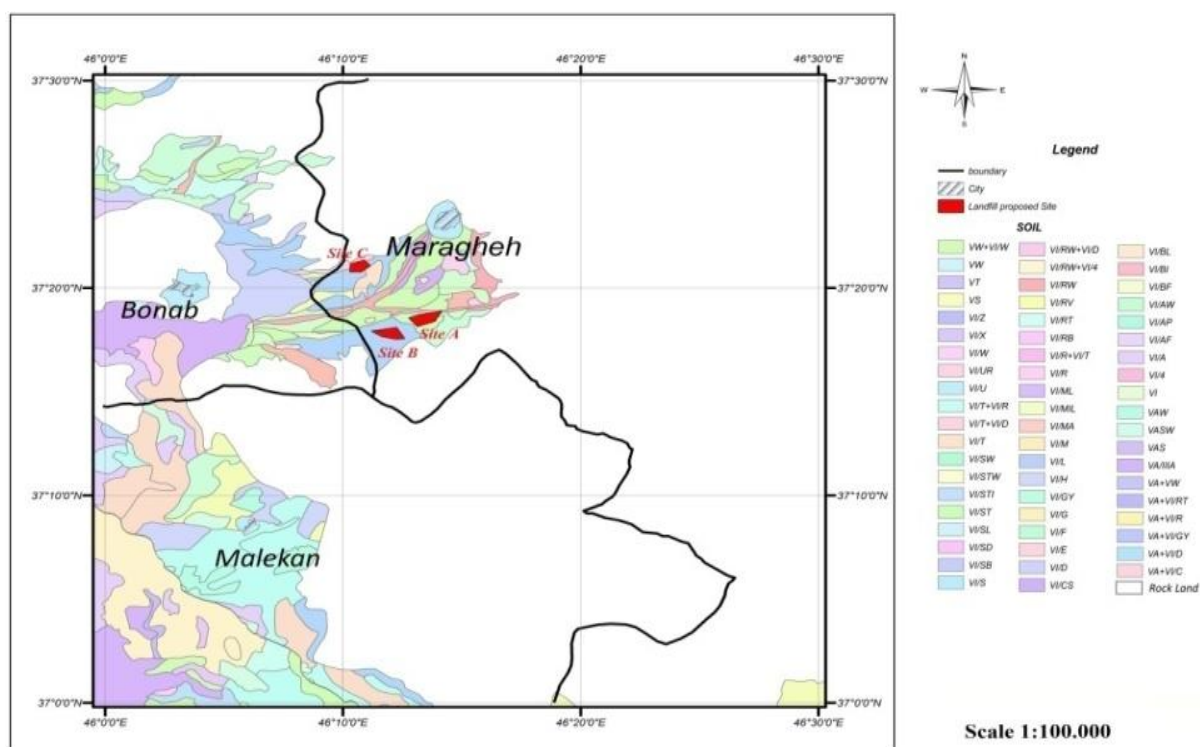 46°0'0"E 46°10'0"E 46°20'0"E 46°30'0"E
37°30'0"N 37°30'0"N
Maragheh
Site C
37°20'0"N 37°20'0"N
Bonab
Site A
Site B
37°10'0"N 37°10'0"N
Malekan
37°0'0"N 37°0'0"N
46°0'0"E 46°10'0"E 46°20'0"E 46°30'0"E
N
W E
S
Legend
boundary
City
Landfill proposed Site
SOIL
VW+VI/W
VW
VT
VS
VI/Z
VI/X
VI/W
VI/UR
VI/U
VI/T+VI/R
VI/T+VI/D
VI/T
VI/SW
VI/STW
VI/STI
VI/ST
VI/SL
VI/SD
VI/SB
VI/S
VI/RW+VI/D
VI/RW+VI/4
VI/RW
VI/RV
VI/RT
VI/RB
VI/R+VI/T
VI/R
VI/ML
VI/MIL
VI/MA
VI/M
VI/L
VI/H
VI/GY
VI/G
VI/F
VI/E
VI/D
VI/CS
VI/BL
VI/BI
VI/BF
VI/AW
VI/AP
VI/AF
VI/A
VI/4
VI
VAW
VASW
VAS
VA/IIIA
VA+VW
VA+VI/RT
VA+VI/R
VA+VI/GY
VA+VI/D
VA+VI/C
Rock Land
Scale 1:100.000